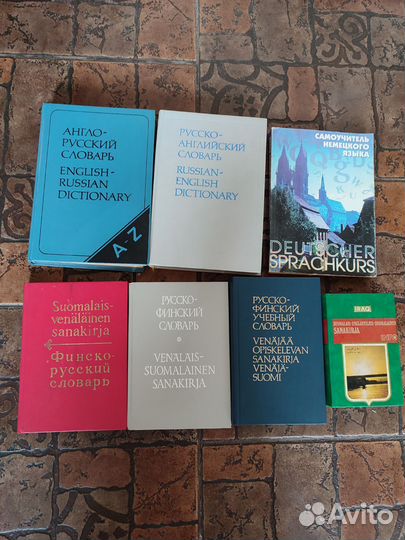 АНГЛО-
РУССКИЙ
СЛОВАРЬ
ENGLISH-
RUSSIAN
DICTIONARY
A-Z
РУССКО-
АНГЛИЙСКИЙ
СЛОВАРЬ
RUSSIAN-
ENGLISH
DICTIONARY
САМОУЧИТЕЛЬ
НЕМЕЦКОГО
ЯЗЫКА
DEUTSCHER
SPRACHKURS
Suomalais-
venäläinen
sanakirja
Финско-
русский
словарь
РУССКО-
ФИНСКИЙ
СЛОВАРЬ
VENÄLÄIS-
SUOMALAINEN
SANAKIRJA
РУССКО-
ФИНСКИЙ
УЧЕБНЫЙ
СЛОВАРЬ
VENÄJÄÄ
OPISKELEVAN
SANAKIRJA
VENÄJÄ-
SUOMI
IRAQ
SANAKIRJA
Avito